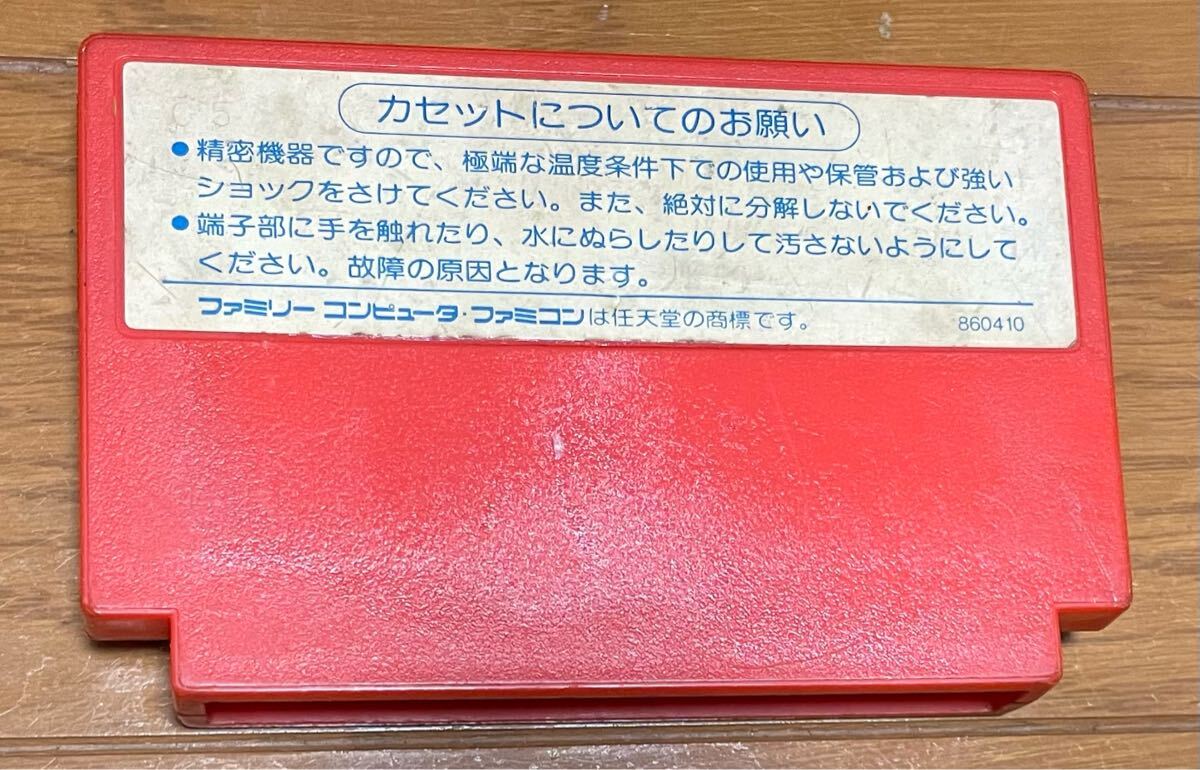 カセットについてのお願い
●精密機器ですので、極端な温度条件下での使用や保管および強い
ショックをさけてください。また、絶対に分解しないでください。
●端子部に手を触れたり、水にぬらしたりして汚さないようにして
ください。故障の原因となります。
ファミリーコンピュータ・ファミコンは任天堂の商標です。 860410